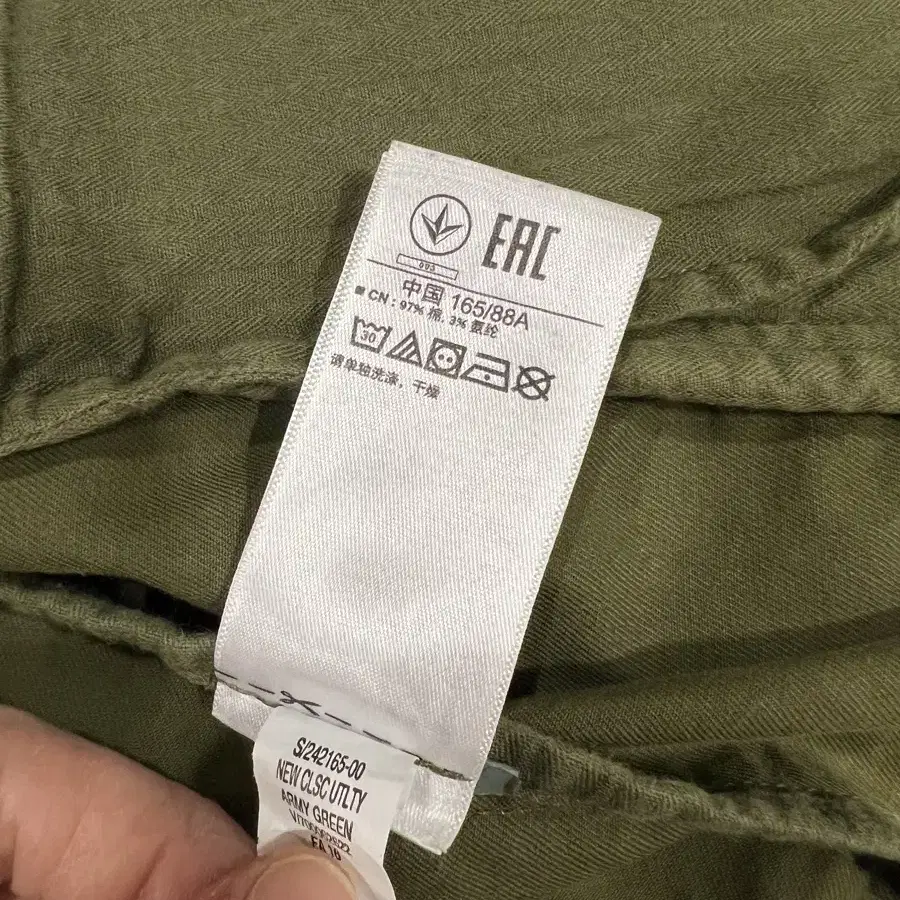 EAC
003
中国 165/88A
■ CN : 97% 棉, 3% 氨纶
30
请单独洗涤, 干燥
S/242165-00
NEW CLSC UTLTY
ARMY GREEN
FA 16